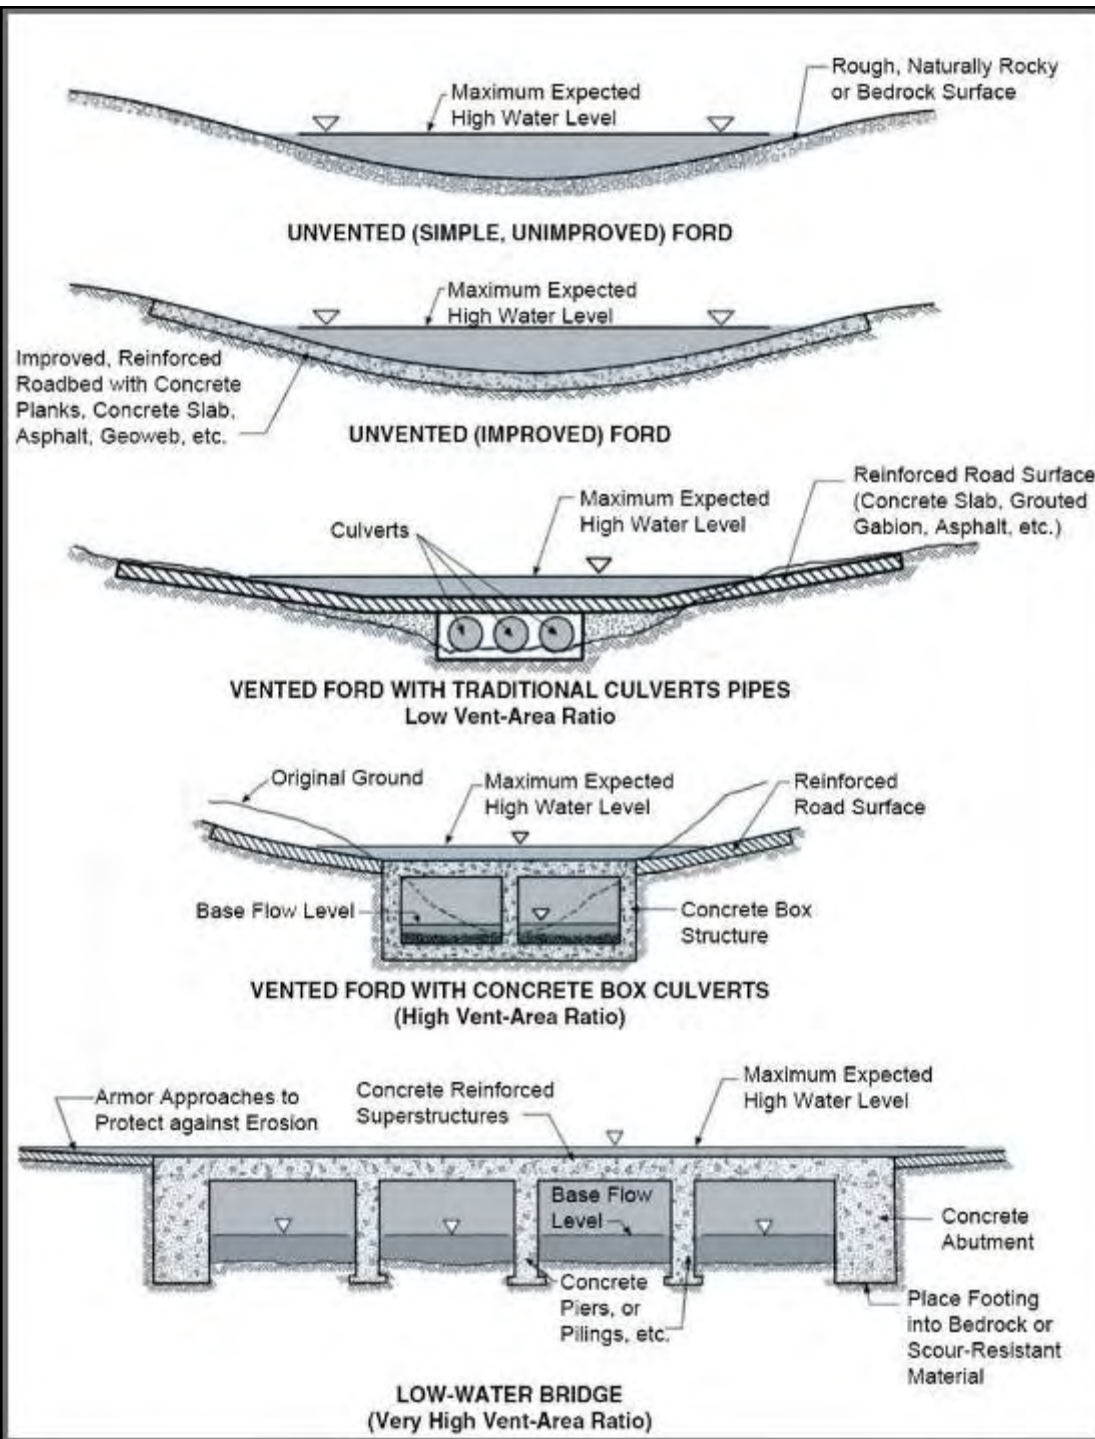 Maximum Expected
High Water Level
Rough, Naturally Rocky
or Bedrock Surface
UNVENTED (SIMPLE, UNIMPROVED) FORD
Maximum Expected
High Water Level
Improved, Reinforced
Roadbed with Concrete
Planks, Concrete Slab,
Asphalt, Geoweb, etc.
UNVENTED (IMPROVED) FORD
Culverts
Maximum Expected
High Water Level
Reinforced Road Surface
(Concrete Slab, Grouted
Gabion, Asphalt, etc.)
VENTED FORD WITH TRADITIONAL CULVERTS PIPES
Low Vent-Area Ratio
Original Ground
Maximum Expected
High Water Level
Reinforced
Road Surface
Base Flow Level
Concrete Box
Structure
VENTED FORD WITH CONCRETE BOX CULVERTS
(High Vent-Area Ratio)
Armor Approaches to
Protect against Erosion
Concrete Reinforced
Superstructures
Maximum Expected
High Water Level
Base Flow
Level
Concrete
Abutment
Concrete
Piers, or
Pilings, etc.
Place Footing
into Bedrock or
Scour-Resistant
Material
LOW-WATER BRIDGE
(Very High Vent-Area Ratio)